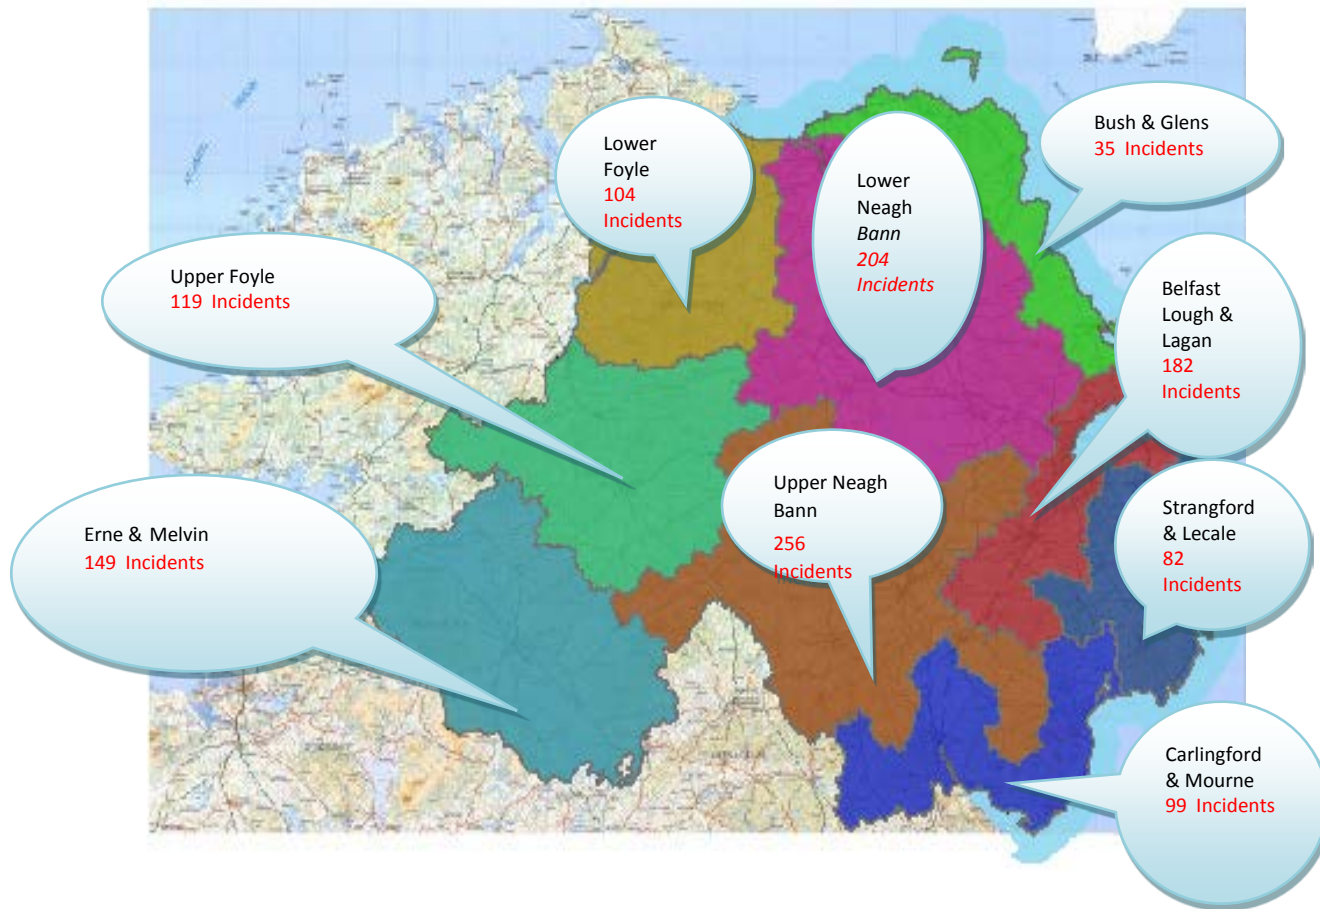 Lower
Foyle
104
Incidents
Bush & Glens
35 Incidents
Lower
Neagh
Bann
204
Incidents
Upper Foyle
119 Incidents
Belfast
Lough &
Lagan
182
Incidents
Upper Neagh
Bann
256
Incidents
Strangford
& Lecale
82
Incidents
Erne & Melvin
149 Incidents
Carlingford
& Mourne
99 Incidents